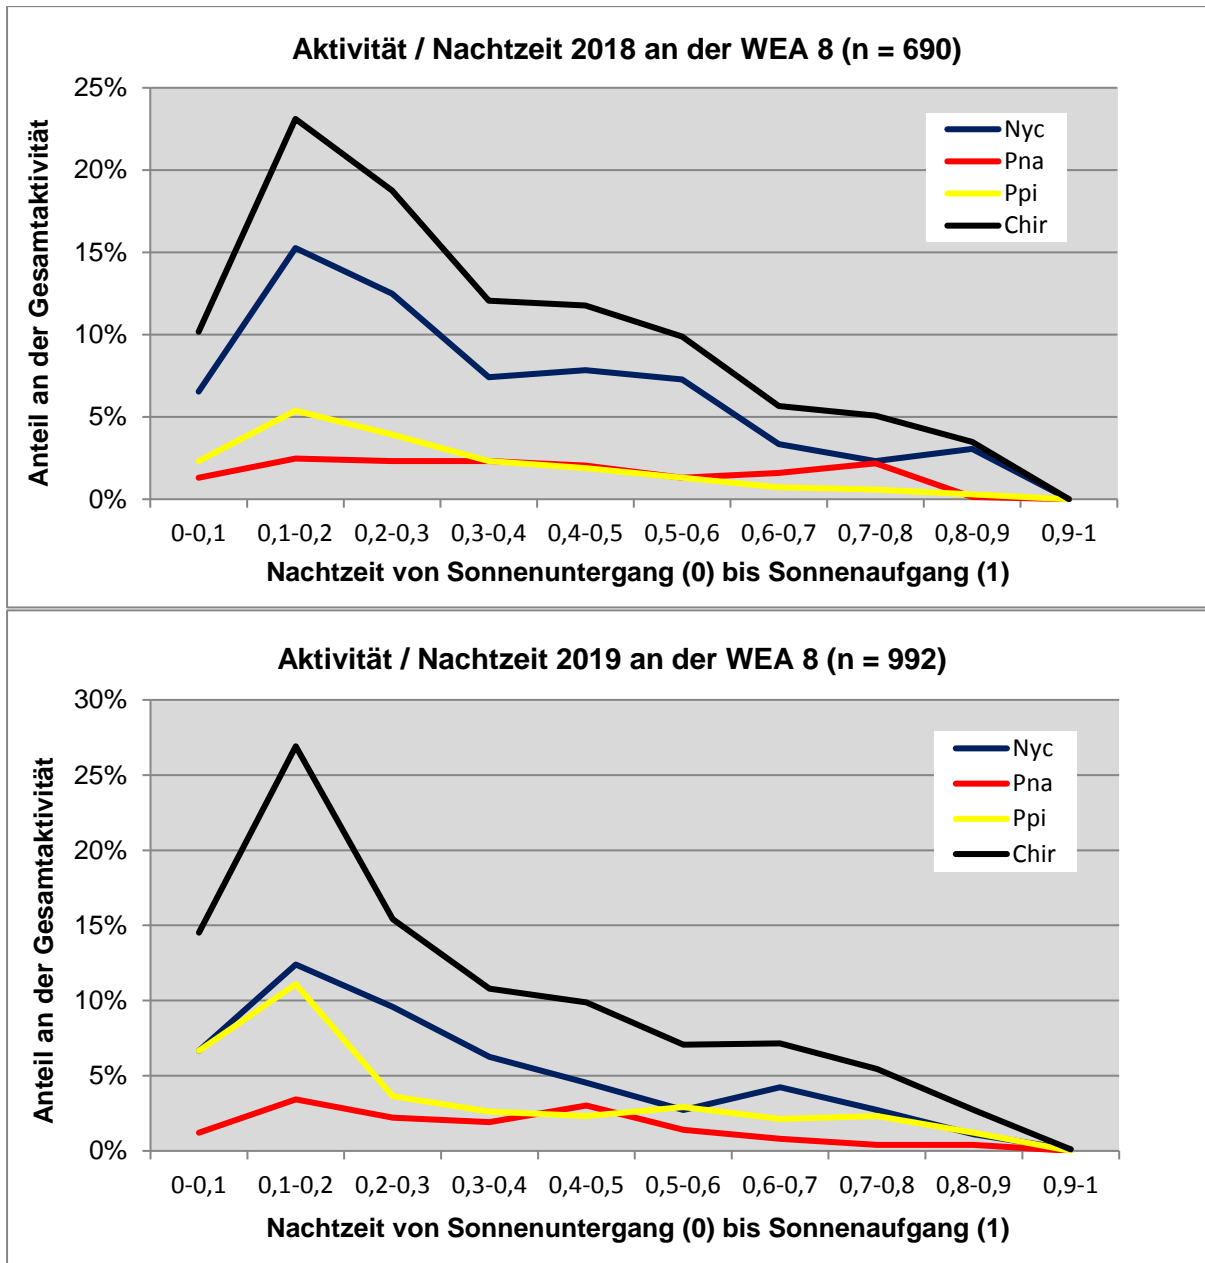 Aktivität / Nachtzeit 2018 an der WEA 8 (n = 690)
Anteil an der Gesamtaktivität
25%
20%
15%
10%
5%
0%
Nyc
Pna
Ppi
Chir
0-0,1 0,1-0,2 0,2-0,3 0,3-0,4 0,4-0,5 0,5-0,6 0,6-0,7 0,7-0,8 0,8-0,9 0,9-1
Nachtzeit von Sonnenuntergang (0) bis Sonnenaufgang (1)
Aktivität / Nachtzeit 2019 an der WEA 8 (n = 992)
Anteil an der Gesamtaktivität
30%
25%
20%
15%
10%
5%
0%
Nyc
Pna
Ppi
Chir
0-0,1 0,1-0,2 0,2-0,3 0,3-0,4 0,4-0,5 0,5-0,6 0,6-0,7 0,7-0,8 0,8-0,9 0,9-1
Nachtzeit von Sonnenuntergang (0) bis Sonnenaufgang (1)